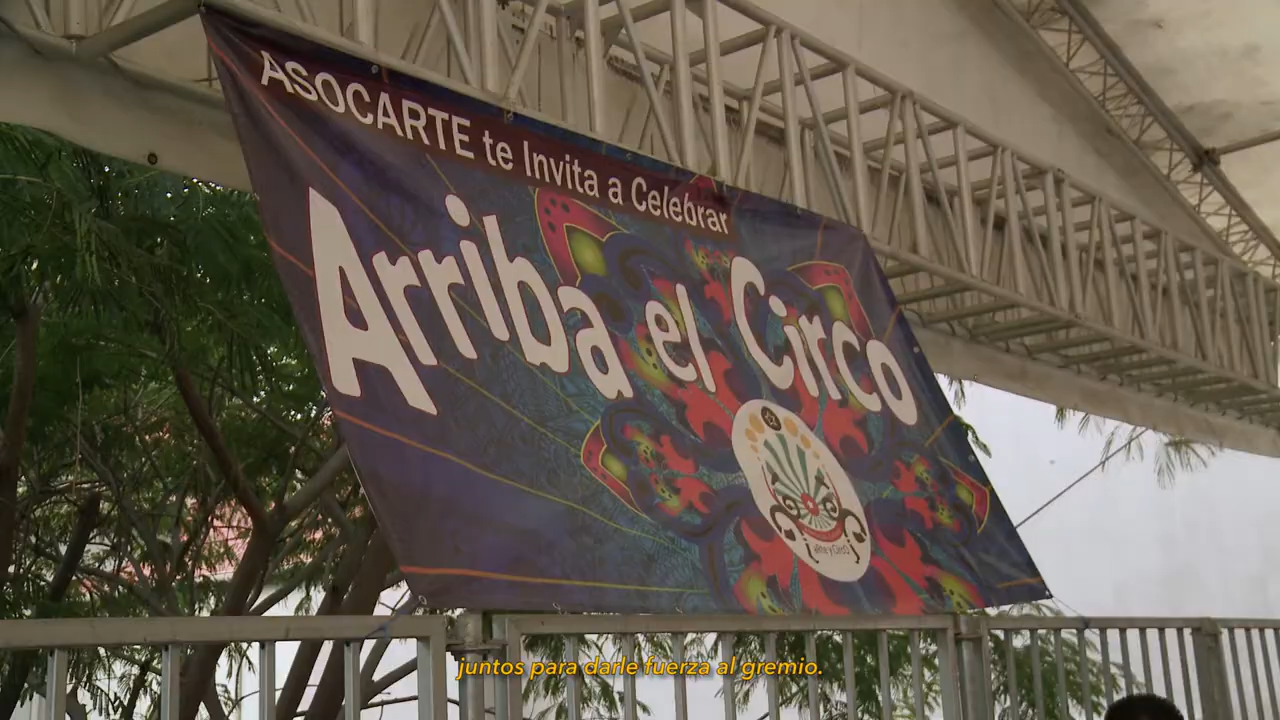 ASOCARTE te Invita a Celebrar
Arriba el Circo
juntos para darle fuerza al gremio.